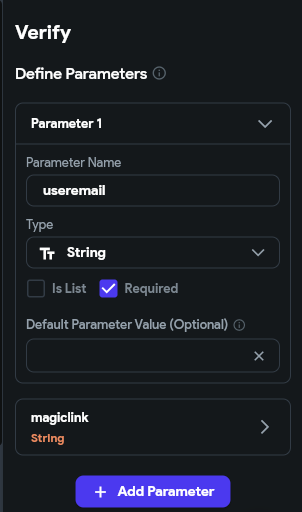 Verify
Define Parameters
Parameter 1
Parameter Name
useremail
Type
String
Is List
Required
Default Parameter Value (Optional)
magiclink
String
+ Add Parameter